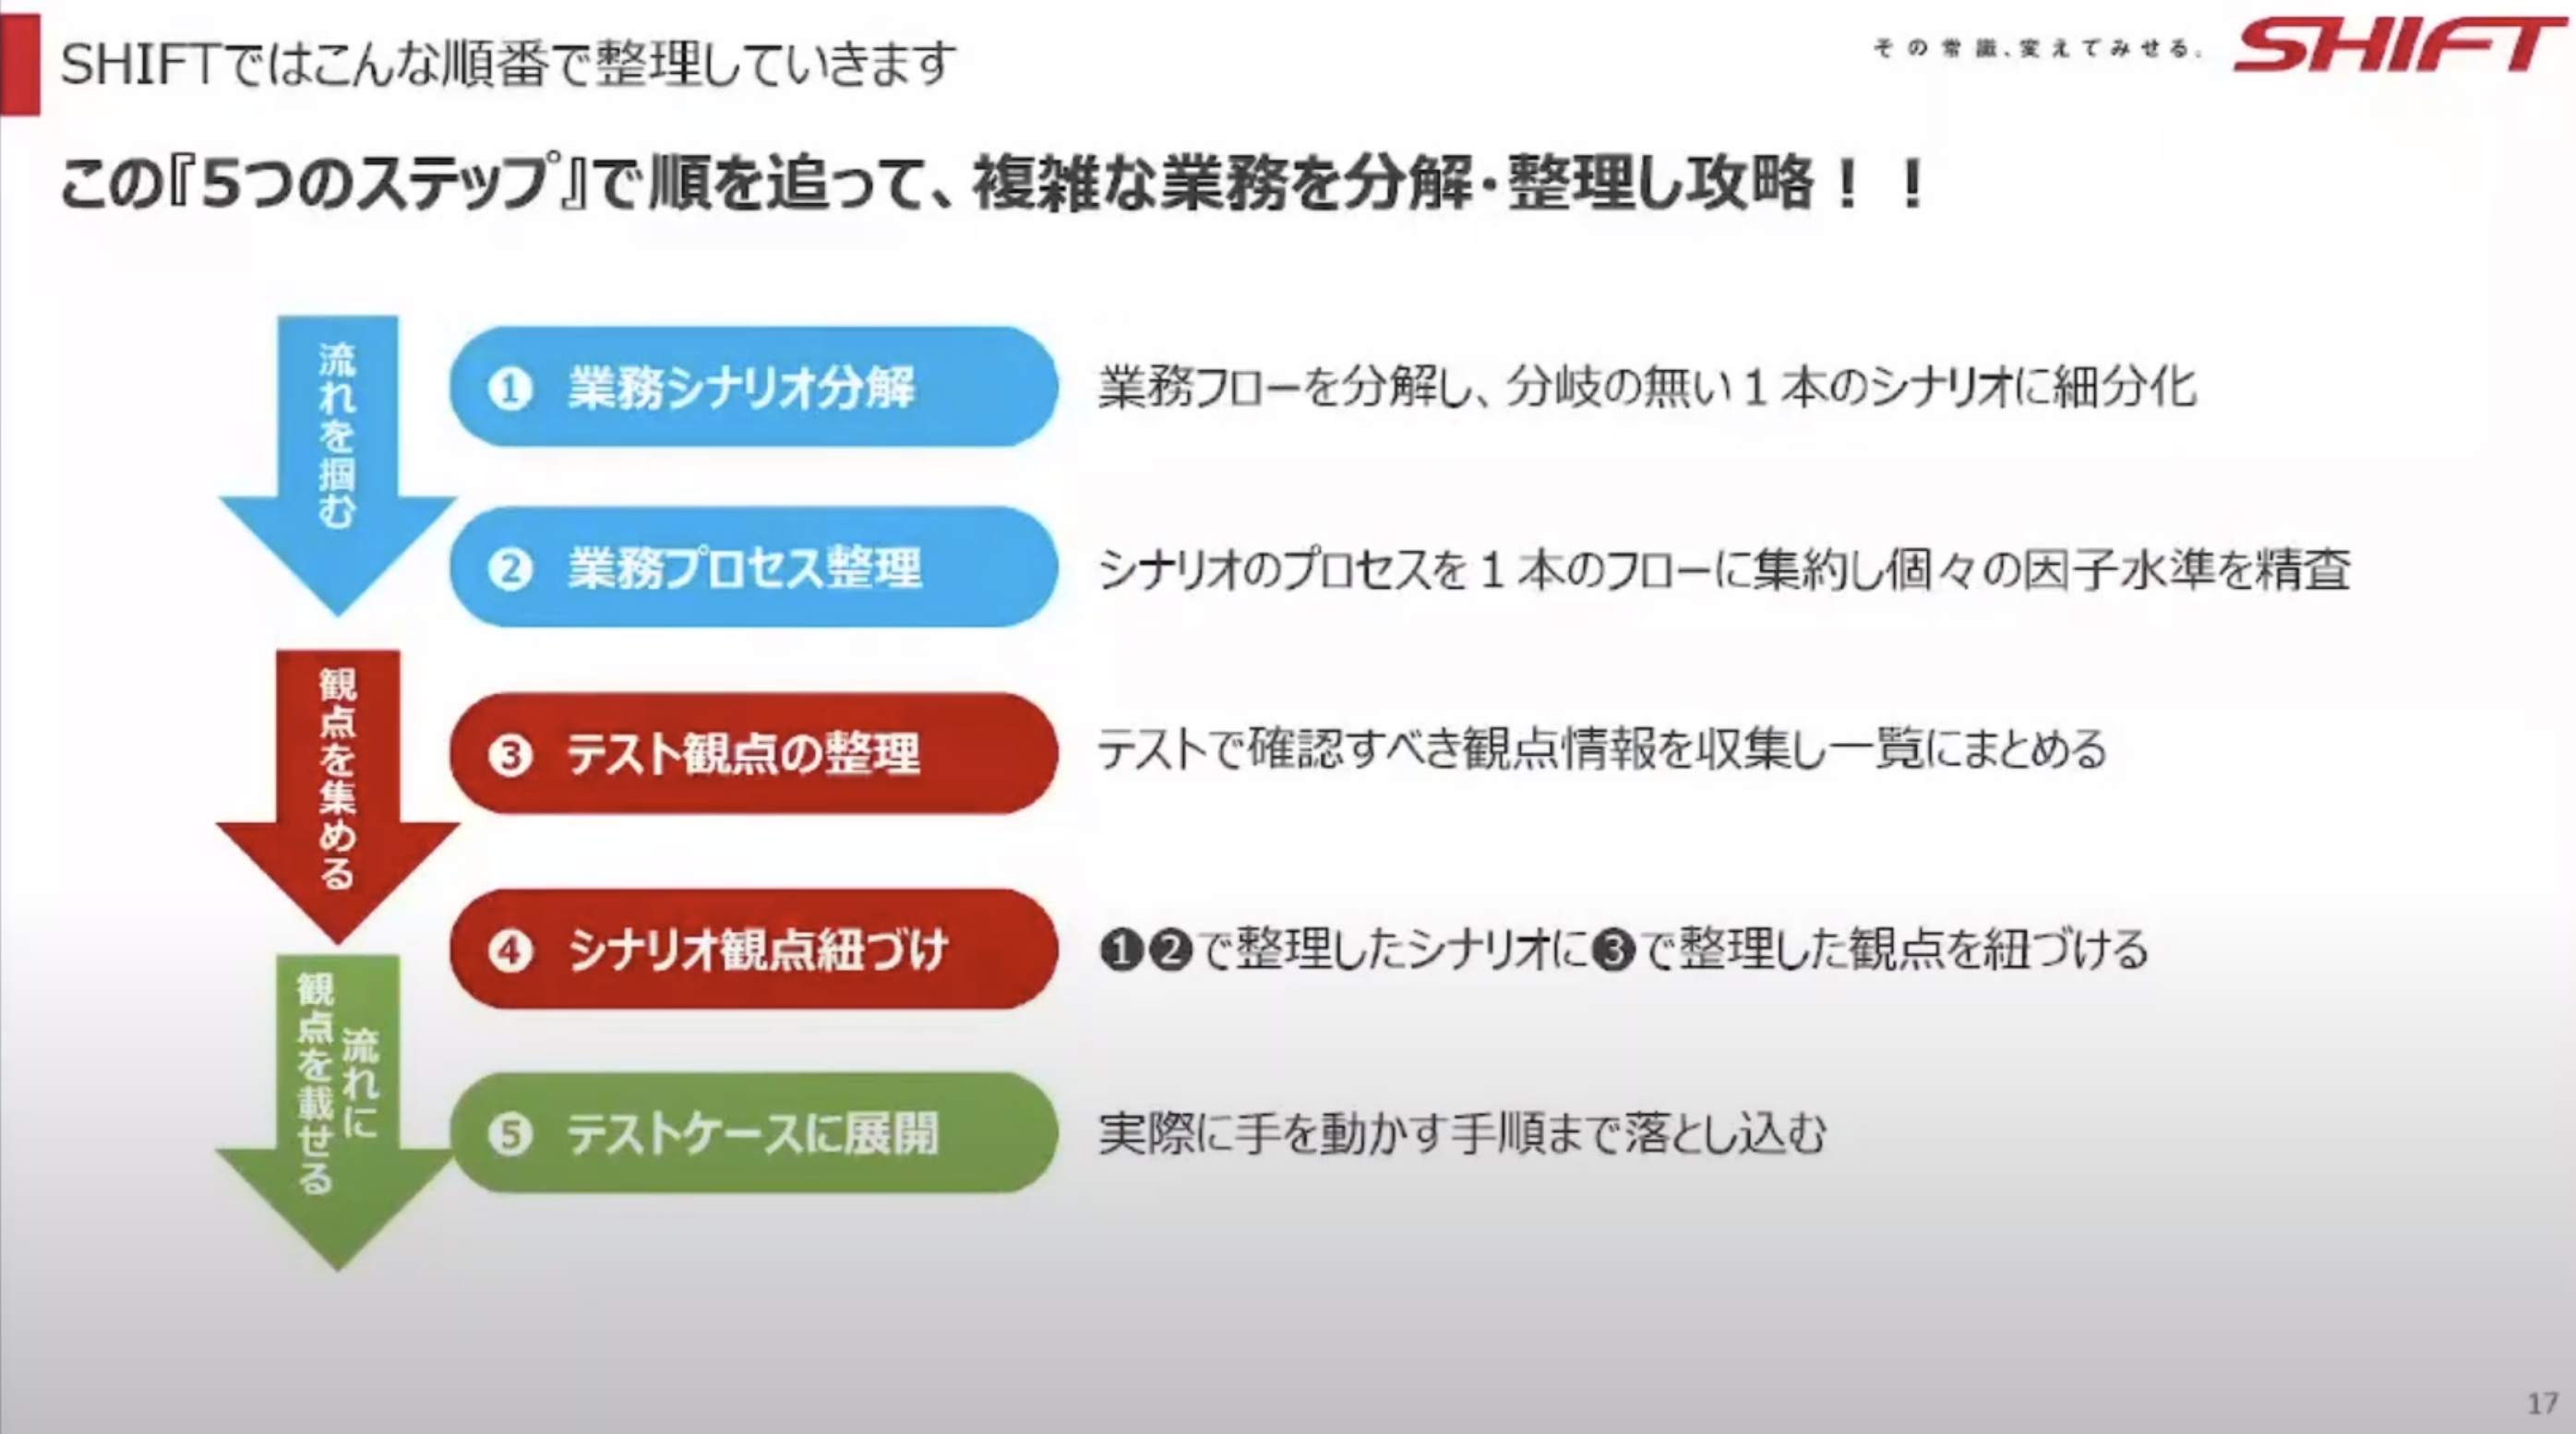 SHIFTではこんな順番で整理していきます
その常識、変えてみせる。
SHIFT
この『5つのステップ』で順を追って、複雑な業務を分解・整理し攻略！！
流れを掴む
❶ 業務シナリオ分解
業務フローを分解し、分岐の無い１本のシナリオに細分化
❷ 業務プロセス整理
シナリオのプロセスを１本のフローに集約し個々の因子水準を精査
観点を集める
❸ テスト観点の整理
テストで確認すべき観点情報を収集し一覧にまとめる
❹ シナリオ観点紐づけ
❶❷で整理したシナリオに❸で整理した観点を紐づける
流れに
観点を載せる
❺ テストケースに展開
実際に手を動かす手順まで落とし込む
17